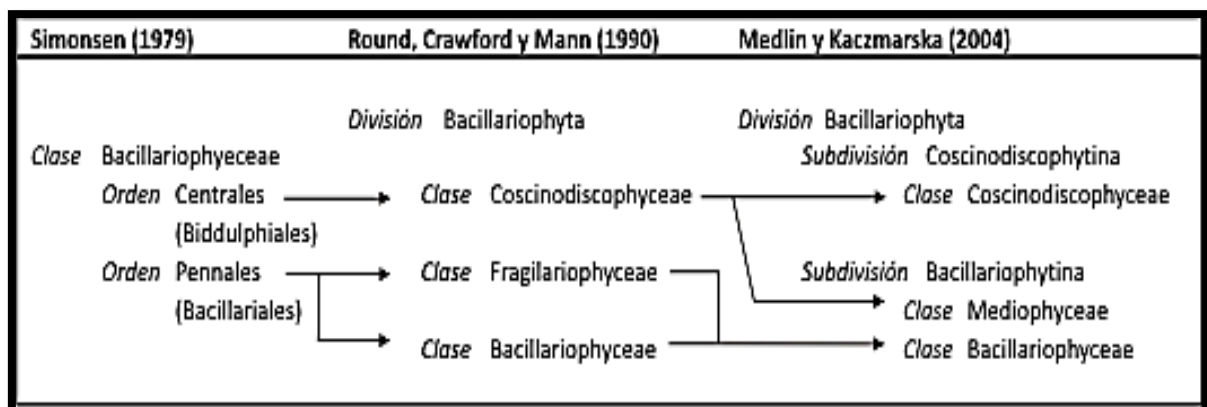 Simonsen (1979) Round, Crawford y Mann (1990) Medlin y Kaczmarska (2004)
División Bacillariophyta División Bacillariophyta
Clase Bacillariophyeceae Subdivisión Coscinodiscophytina
Orden Centrales Clase Coscinodiscophyceae Clase Coscinodiscophyceae
(Biddulphiales)
Orden Pennales Clase Fragilariophyceae Subdivisión Bacillariophytina
(Bacillariales) Clase Mediophyceae
Clase Bacillariophyceae Clase Bacillariophyceae